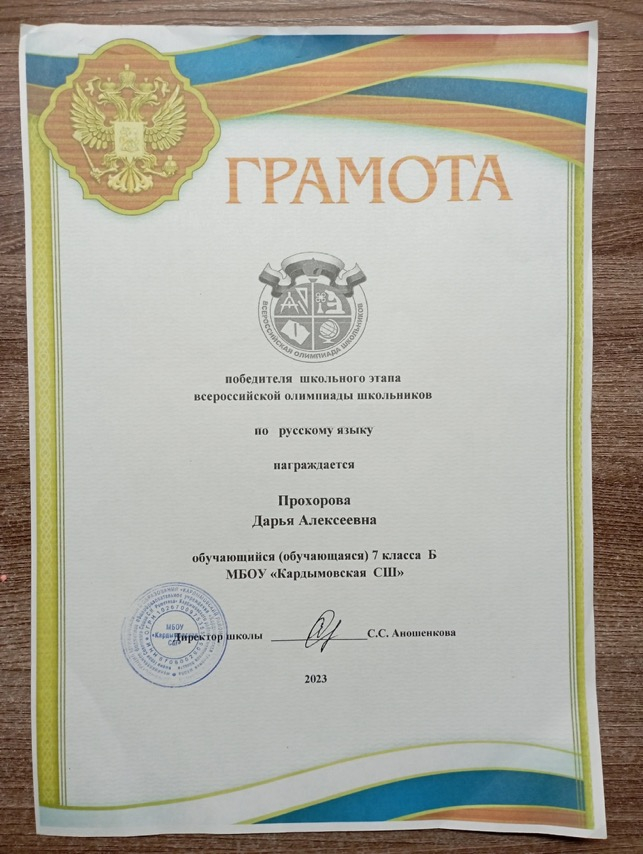 ГРАМОТА
ВСЕРОССИЙСКАЯ ОЛИМПИАДА ШКОЛЬНИКОВ
победителя школьного этапа
всероссийской олимпиады школьников
по русскому языку
награждается
Прохорова
Дарья Алексеевна
обучающийся (обучающаяся) 7 класса Б
МБОУ «Кардымовская СШ»
МБОУ
Директор школы С.С. Аношенкова
2023